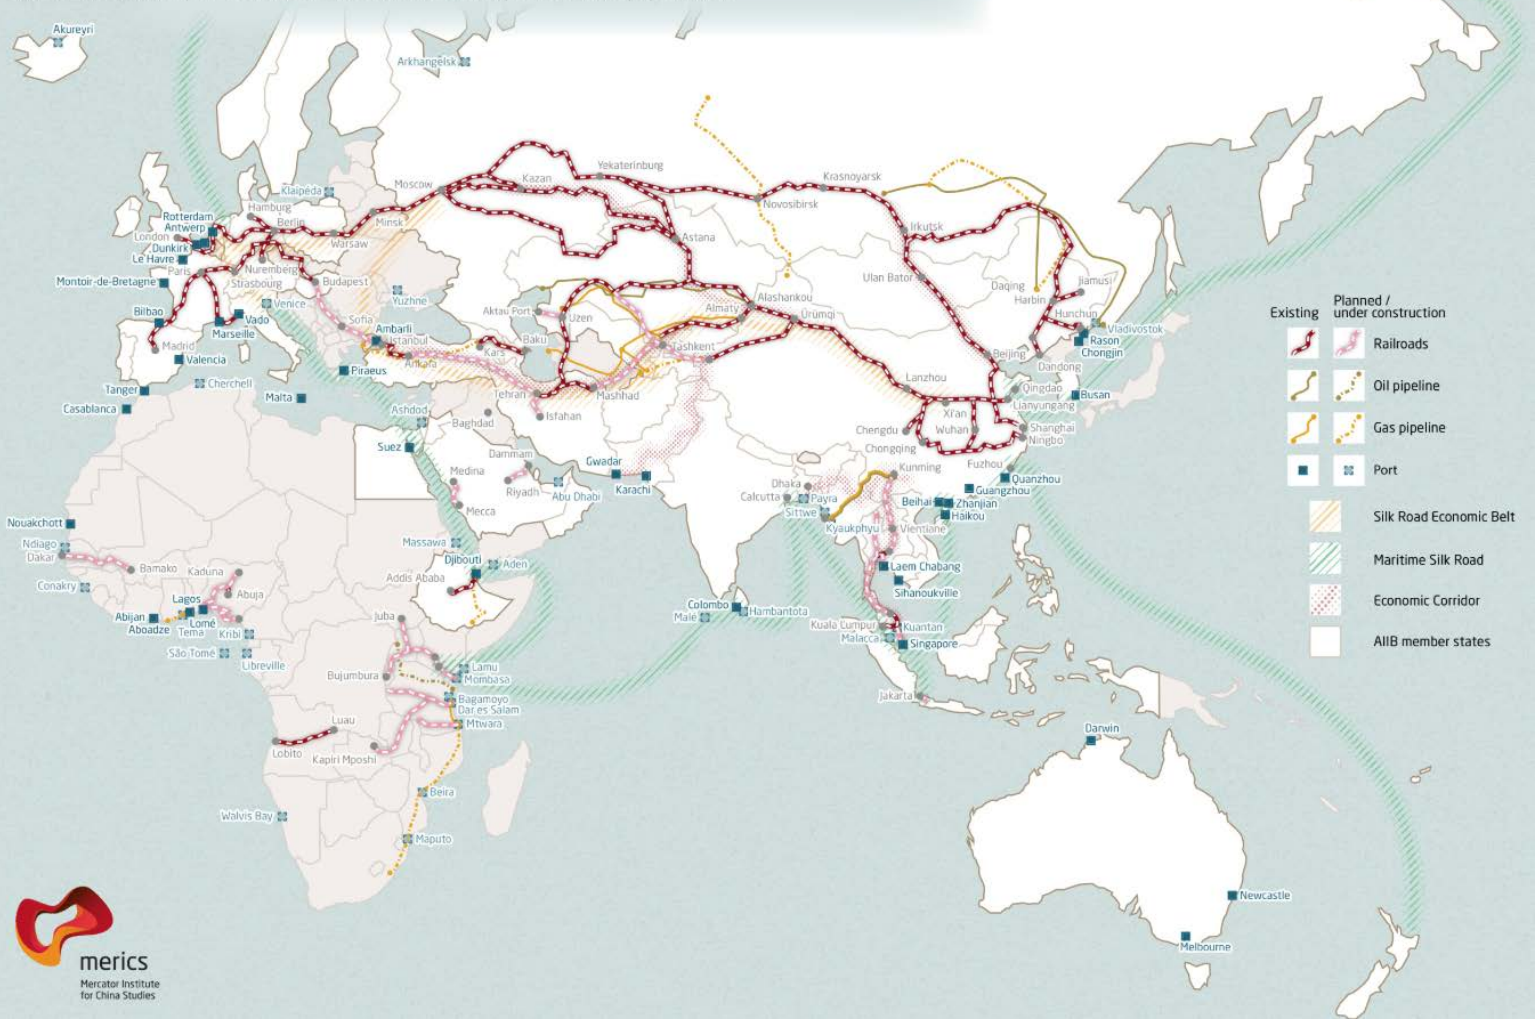 Akureyri
Arkhangelsk
Klaipėda
Moscow
Kazan
Yekaterinburg
Krasnoyarsk
Novosibirsk
Irkutsk
Hamburg
Rotterdam
Antwerp
Berlin
Minsk
London
Dunkirk
Warsaw
Astana
Le Havre
Paris
Nuremberg
Strasbourg
Budapest
Montoir-de-Bretagne
Ulan Bator
Daqing
Jiamusi
Harbin
Venice
Yuzhne
Aktau Port
Uzen
Almaty
Alashankou
Ürümqi
Hunchun
Vladivostok
Bilbao
Vado
Marseille
Sofia
Ambarli
Istanbul
Rason
Chongjin
Madrid
Valencia
Kars
Baku
Tashkent
Beijing
Dandong
Ankara
Piraeus
Tanger
Cherchell
Casablanca
Malta
Tehran
Mashhad
Lanzhou
Qingdao
Lianyungang
Busan
Ashdod
Baghdad
Isfahan
Xi'an
Chengdu
Wuhan
Shanghai
Ningbo
Chongqing
Suez
Dammam
Medina
Riyadh
Abu Dhabi
Mecca
Gwadar
Karachi
Kunming
Fuzhou
Quanzhou
Guangzhou
Dhaka
Calcutta
Payra
Sittwe
Kyaukphyu
Beihai
Zhanjian
Haikou
Vientiane
Nouakchott
Ndiago
Dakar
Bamako
Kaduna
Massawa
Djibouti
Aden
Addis Ababa
Laem Chabang
Sihanoukville
Conakry
Abuja
Lagos
Abijan
Aboadze
Lomé
Tema
Kribi
Juba
Colombo
Male
Hambantota
Kuala Lumpur
Kuantan
Malacca
Singapore
São Tomé
Libreville
Bujumbura
Lamu
Mombasa
Bagamoyo
Dar es Salam
Mtwara
Jakarta
Luau
Lobito
Kapiri Mposhi
Darwin
Walvis Bay
Beira
Maputo
Newcastle
Melbourne
Existing
Planned /
under construction
Railroads
Oil pipeline
Gas pipeline
Port
Silk Road Economic Belt
Maritime Silk Road
Economic Corridor
AIIB member states
merics
Mercator Institute
for China Studies